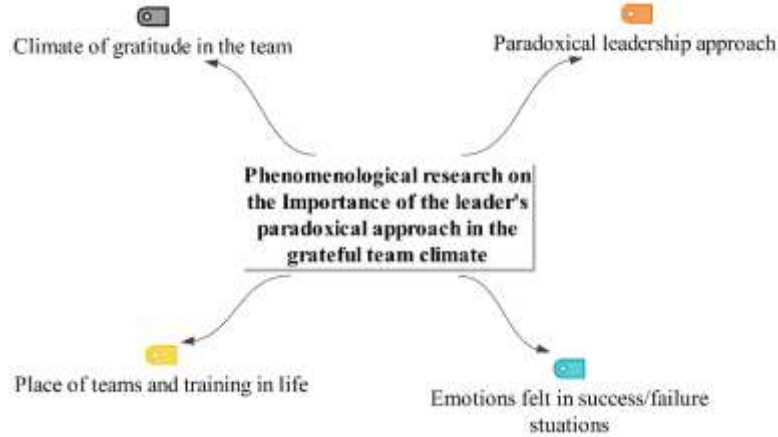 Climate of gratitude in the team
Paradoxical leadership approach
Phenomenological research on
the Importance of the leader's
paradoxical approach in the
grateful team climate
Place of teams and training in life
Emotions felt in success/failure
stuations